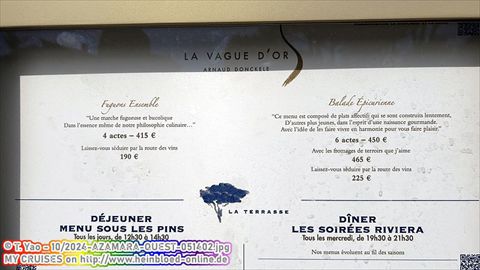 LA VAGUE D'OR
ARNAUD DONCKELE
Fuguons Ensemble
"Une marche fugueuse et bucolique
Dans l'essence même de notre philosophie culinaire…"
4 actes – 415 €
Laissez-vous séduire par la route des vins
190 €
Balade Épicurienne
"Ce menu est composé de plats affectifs qui se sont construits lentement,
D'autres plus jeunes, dans l'esprit d'une naissance gourmande.
Avec l'idée de les faire vivre en harmonie pour vous faire plaisir."
6 actes – 450 €
Avec les fromages de terroirs que j'aime
465 €
Laissez-vous séduire par la route des vins
225 €
LA TERRASSE
DÉJEUNER
MENU SOUS LES PINS
Tous les jours, de 12h30 à 14h30
DÎNER
LES SOIRÉES RIVIERA
Tous les mercredi, de 19h30 à 21h30
Nos menus évoluent au fil des saisons
© T. Yao - 10/2024-AZAMARA-QUEST-051602.jpg
MY CRUISES on http://www.heinbloed-online.de